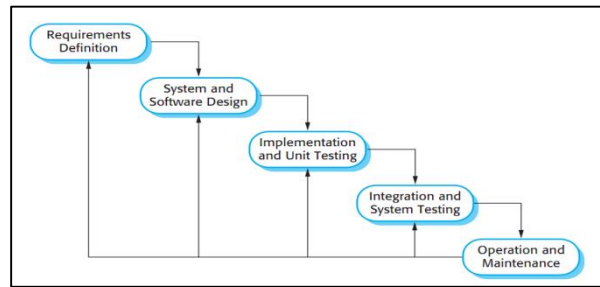 Requirements
Definition
System and
Software Design
Implementation
and Unit Testing
Integration and
System Testing
Operation and
Maintenance